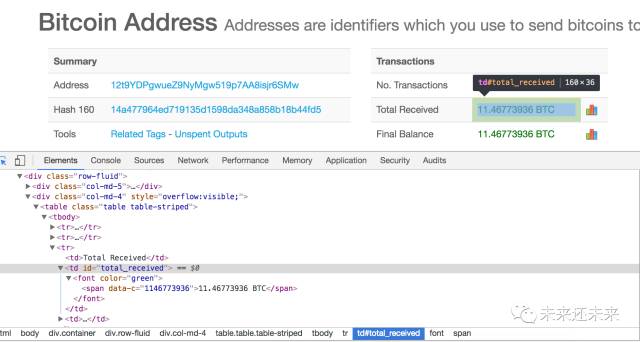 Bitcoin Address Addresses are identifiers which you use to send bitcoins to
Summary
Address 12t9YDPgwueZ9NyMgw519p7AA8isjr6SMw
Hash 160 14a477964ed719135d1598da348a858b18b44fd5
Tools Related Tags - Unspent Outputs
Transactions
No. Transactions
td#total_received | 160 × 36
Total Received 11.46773936 BTC
Final Balance 11.46773936 BTC
Elements Console Sources Network Performance Memory Application Security Audits
▼<div class="row-fluid">
▶<div class="col-md-5">…</div>
▼<div class="col-md-4" style="overflow:visible;">
▼<table class="table table-striped">
▼<tbody>
▶<tr>…</tr>
▶<tr>…</tr>
▼<tr>
<td>Total Received</td>
▼<td id="total_received"> == $0
▼<font color="green">
<span data-c="1146773936">11.46773936 BTC</span>
</font>
</td>
▶<td>…</td>
未来还未来
tml body div.container div.row-fluid div.col-md-4 table.table.table-striped tbody tr td#total_received font span